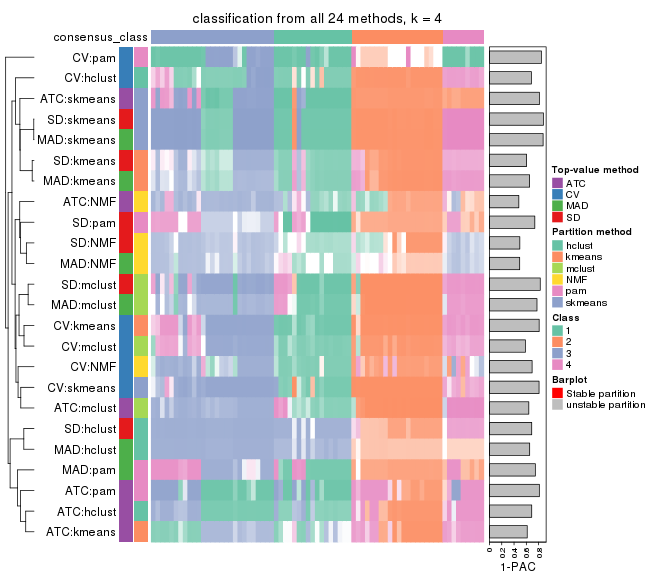 classification from all 24 methods, k = 4
consensus_class
CV:pam
CV:hclust
ATC:skmeans
SD:skmeans
MAD:skmeans
SD:kmeans
MAD:kmeans
ATC:NMF
SD:pam
SD:NMF
MAD:NMF
SD:mclust
MAD:mclust
CV:kmeans
CV:mclust
CV:NMF
CV:skmeans
ATC:mclust
SD:hclust
MAD:hclust
MAD:pam
ATC:pam
ATC:hclust
ATC:kmeans
0 0.2 0.4 0.6 0.8
1-PAC
Top-value method
ATC
CV
MAD
SD
Partition method
hclust
kmeans
mclust
NMF
pam
skmeans
Class
1
2
3
4
Barplot
Stable partition
unstable partition